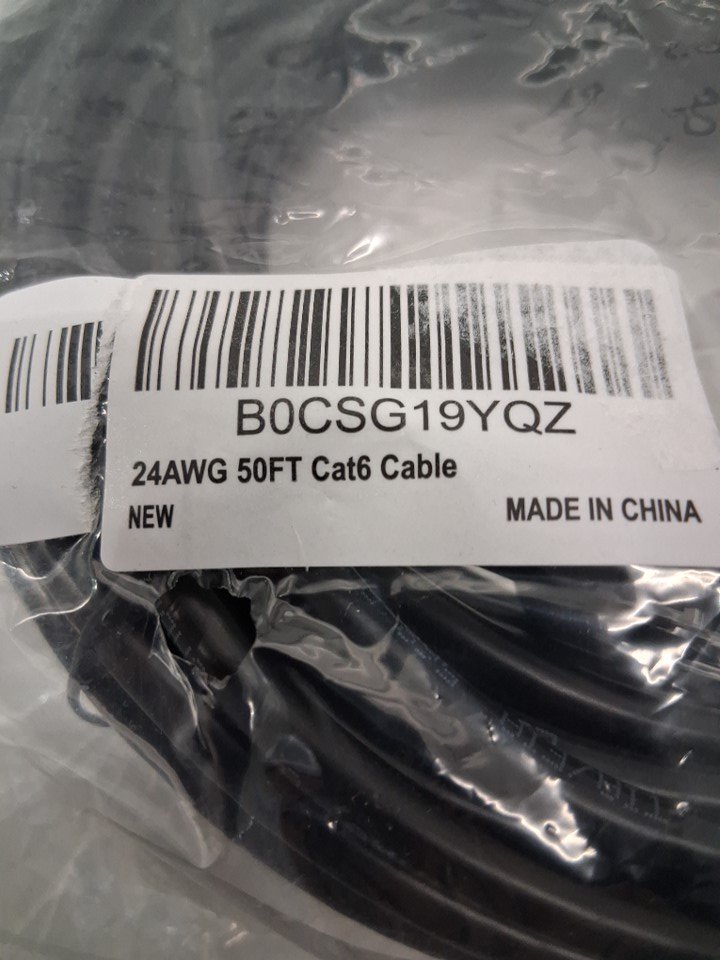 B0CSG19YQZ
24AWG 50FT Cat6 Cable
NEW
MADE IN CHINA